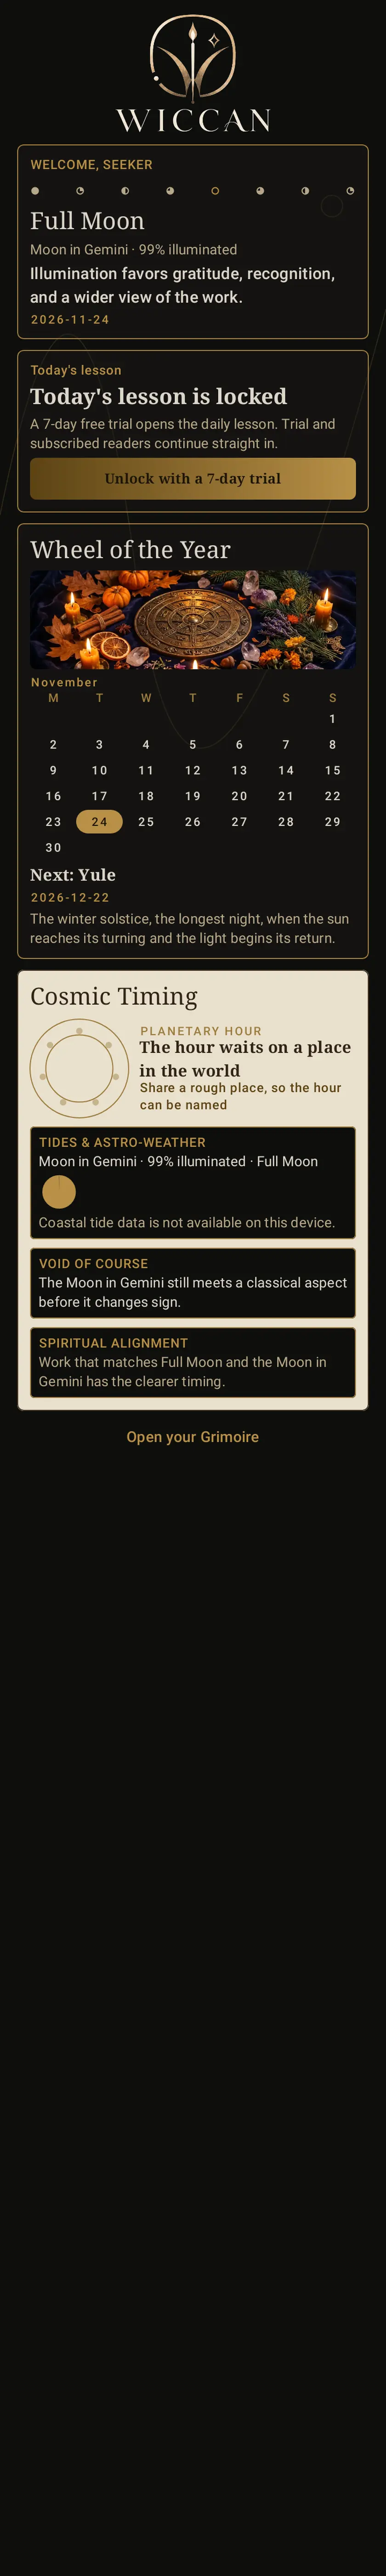 WICCAN
WELCOME, SEEKER
Full Moon
Moon in Gemini · 99% illuminated
Illumination favors gratitude, recognition,
and a wider view of the work.
2026-11-24
Today's lesson
Today's lesson is locked
A 7-day free trial opens the daily lesson. Trial and
subscribed readers continue straight in.
Unlock with a 7-day trial
Wheel of the Year
November
M T W T F S S
1
2 3 4 5 6 7 8
9 10 11 12 13 14 15
16 17 18 19 20 21 22
23 24 25 26 27 28 29
30
Next: Yule
2026-12-22
The winter solstice, the longest night, when the sun
reaches its turning and the light begins its return.
Cosmic Timing
PLANETARY HOUR
The hour waits on a place
in the world
Share a rough place, so the hour
can be named
TIDES & ASTRO-WEATHER
Moon in Gemini · 99% illuminated · Full Moon
Coastal tide data is not available on this device.
VOID OF COURSE
The Moon in Gemini still meets a classical aspect
before it changes sign.
SPIRITUAL ALIGNMENT
Work that matches Full Moon and the Moon in
Gemini has the clearer timing.
Open your Grimoire